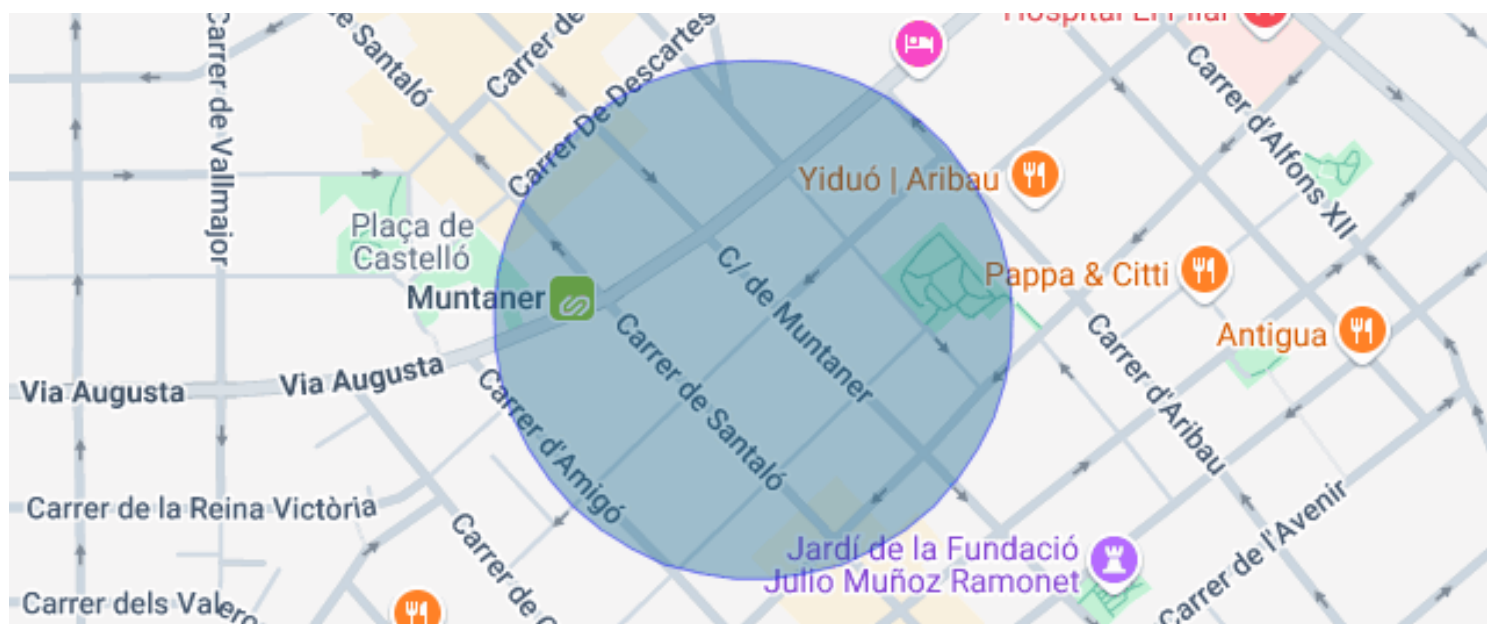 Hospital El Pilar
Carrer de Vallmajor
de Santaló
Carrer de
Carrer De Descartes
Carrer d'Alfons XII
Yiduó | Aribau
Plaça de
Castelló
Muntaner
C/ de Muntaner
Pappa & Citti
Antigua
Via Augusta
Via Augusta
Carrer de Santaló
Carrer d'Aribau
Carrer d'Amigó
Carrer de la Reina Victòria
Carrer de
Carrer de l'Avenir
Jardí de la Fundació
Julio Muñoz Ramonet
Carrer dels Valero